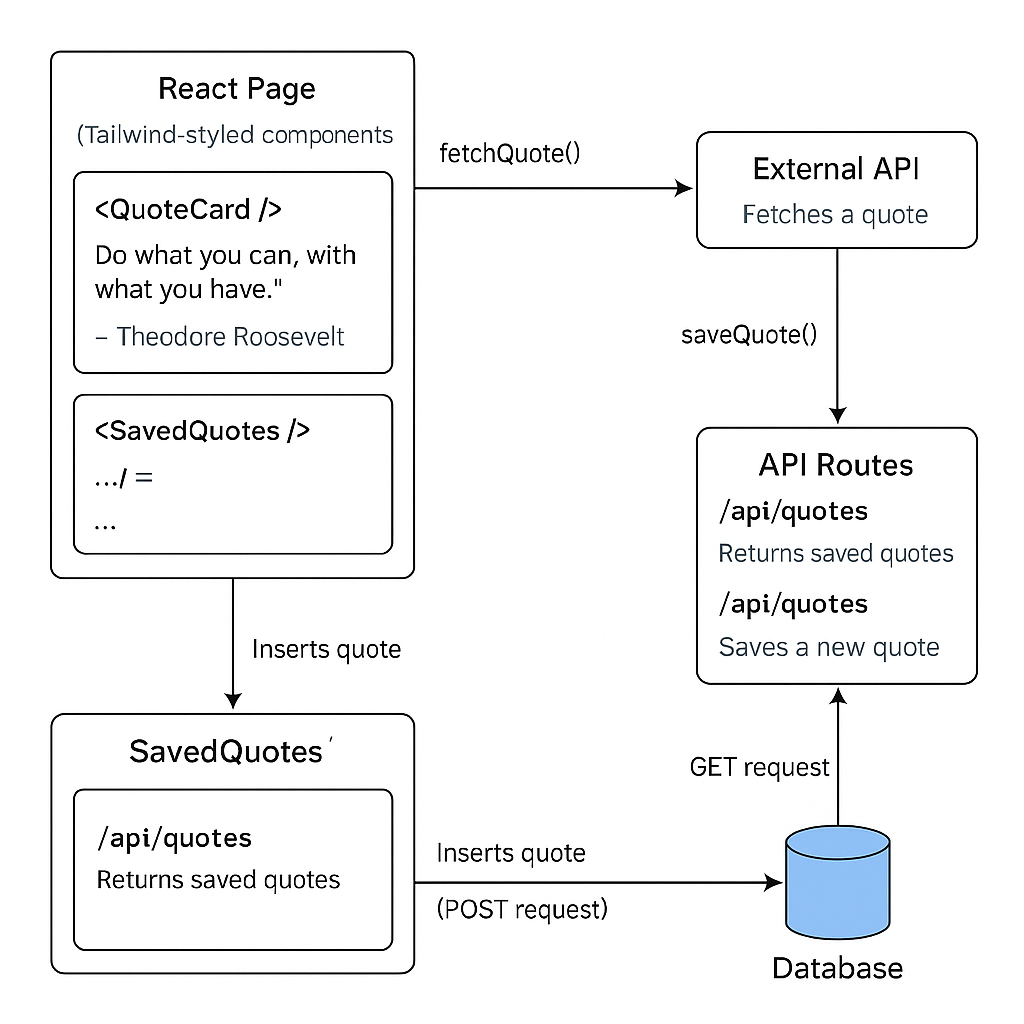 React Page
(Tailwind-styled components
<QuoteCard />
Do what you can, with
what you have."
– Theodore Roosevelt
<SavedQuotes />
.../ =
...
fetchQuote()
External API
Fetches a quote
saveQuote()
API Routes
/api/quotes
Returns saved quotes
/api/quotes
Saves a new quote
Inserts quote
SavedQuotes ′
/api/quotes
Returns saved quotes
Inserts quote
(POST request)
GET request
Database